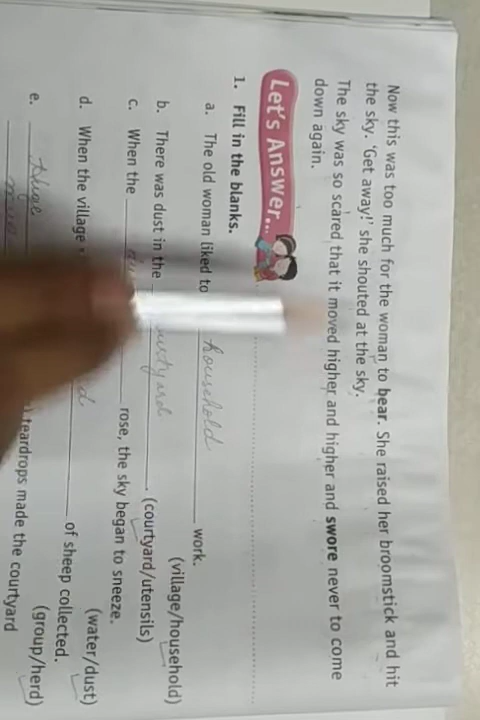 Now this was too much for the woman to bear. She raised her broomstick and hit
the sky. 'Get away!' she shouted at the sky.
The sky was so scared that it moved higher and higher and swore never to come
down again.
Let's Answer...
1. Fill in the blanks.
a. The old woman liked to household work.
(village/household)
b. There was dust in the . (courtyard/utensils)
c. When the rose, the sky began to sneeze.
(water/dust)
d. When the village of sheep collected.
(group/herd)
e. Huge teardrops made the courtyard